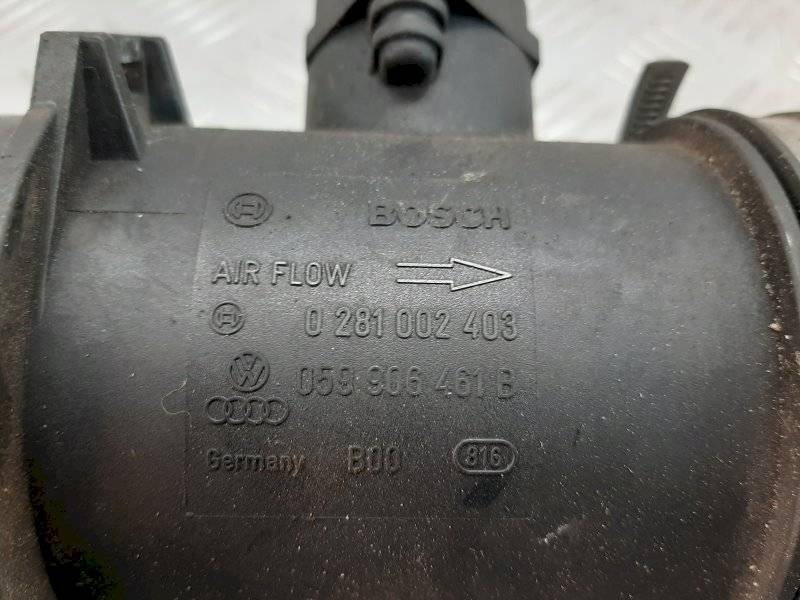 BOSCH
AIR FLOW
0 281 002 403
059 906 461 B
Germany B00 816